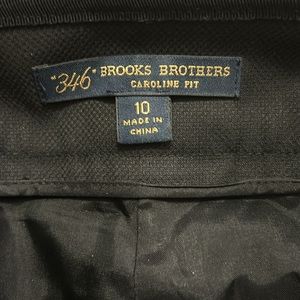 "346" BROOKS BROTHERS
CAROLINE FIT
10
MADE IN
CHINA